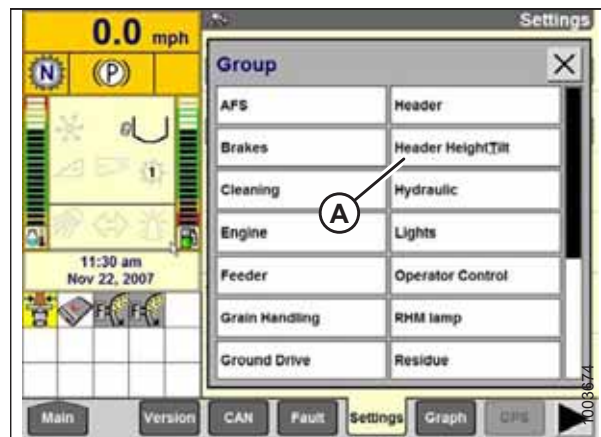 0.0 mph
Settings
N
(P)
1
11:30 am
Nov 22, 2007
F
F
Group
X
AFS
Header
Brakes
Header Height/Tilt
Cleaning
Hydraulic
A
Engine
Lights
Feeder
Operator Control
Grain Handling
RHM lamp
Ground Drive
Residue
Main
Version
CAN
Fault
Settings
Graph
GPS
1003674